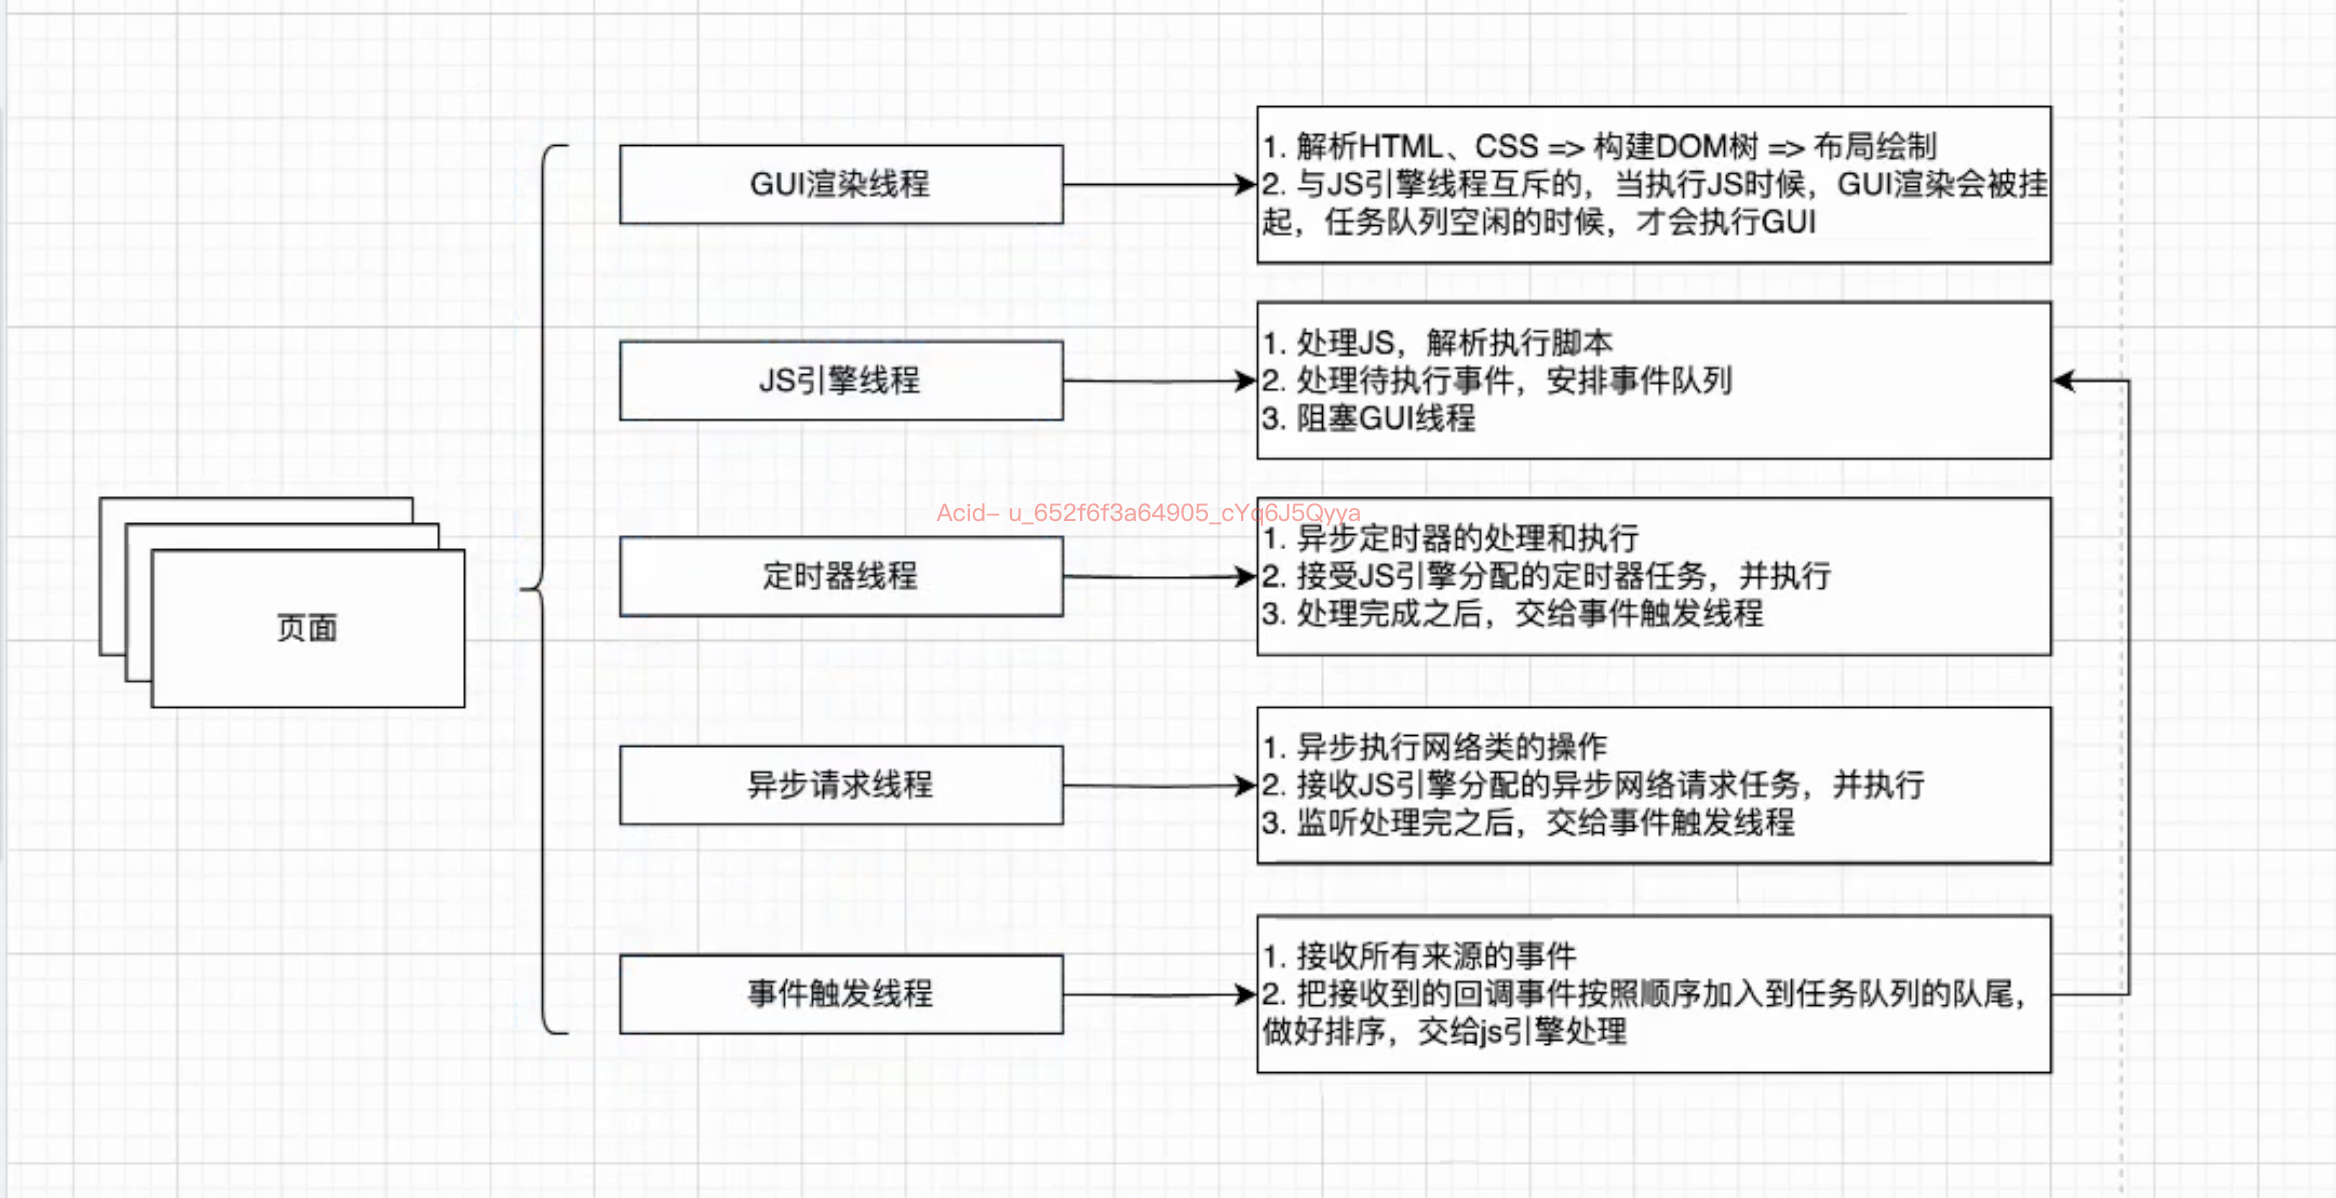 GUI渲染线程
1. 解析HTML、CSS => 构建DOM树 => 布局绘制
2. 与JS引擎线程互斥的，当执行JS时候，GUI渲染会被挂
起，任务队列空闲的时候，才会执行GUI
JS引擎线程
1. 处理JS，解析执行脚本
2. 处理待执行事件，安排事件队列
3. 阻塞GUI线程
Acid- u_652f6f3a64905_cYq6J5Qyya
页面
定时器线程
1. 异步定时器的处理和执行
2. 接受JS引擎分配的定时器任务，并执行
3. 处理完成之后，交给事件触发线程
异步请求线程
1. 异步执行网络类的操作
2. 接收JS引擎分配的异步网络请求任务，并执行
3. 监听处理完之后，交给事件触发线程
事件触发线程
1. 接收所有来源的事件
2. 把接收到的回调事件按照顺序加入到任务队列的队尾，
做好排序，交给js引擎处理